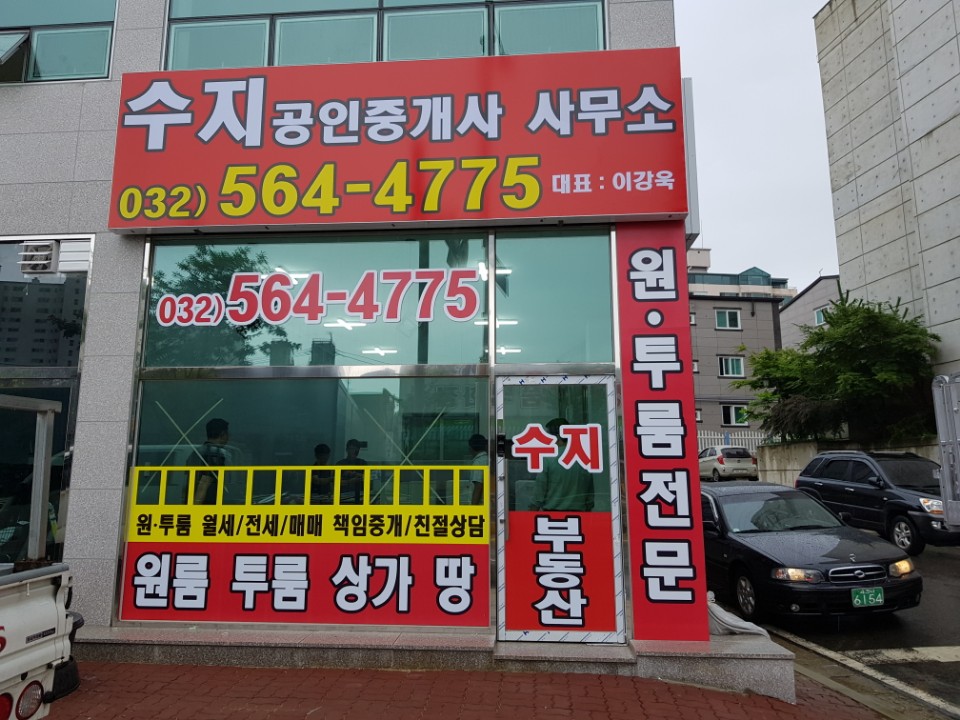 수지공인중개사 사무소
032) 564-4775 대표 : 이강욱
032) 564-4775
원·투룸전문
수지
부동산
원·투룸 월세/전세/매매 책임중개/친절상담
원룸 투룸 상가 땅
6154